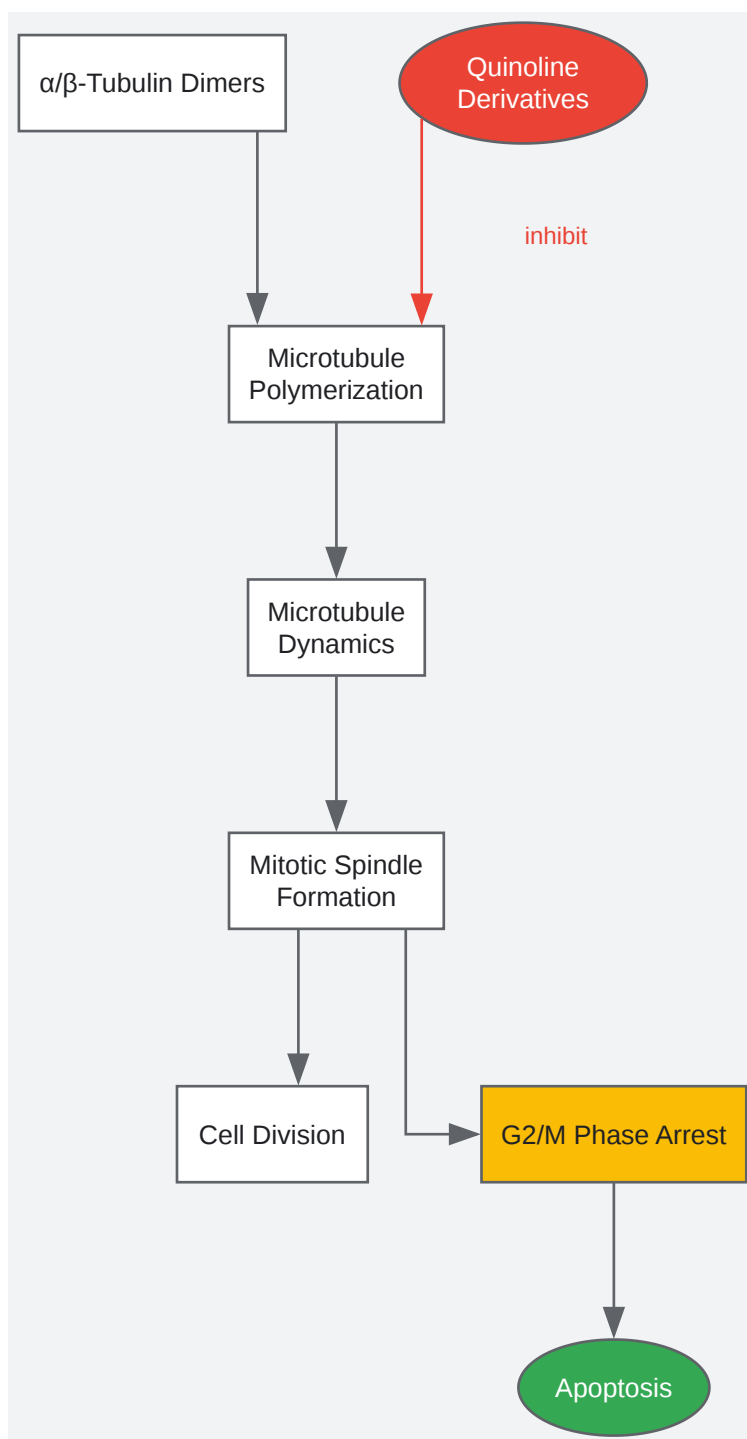 α/β-Tubulin Dimers
Quinoline
Derivatives
inhibit
Microtubule
Polymerization
Microtubule
Dynamics
Mitotic Spindle
Formation
Cell Division
G2/M Phase Arrest
Apoptosis